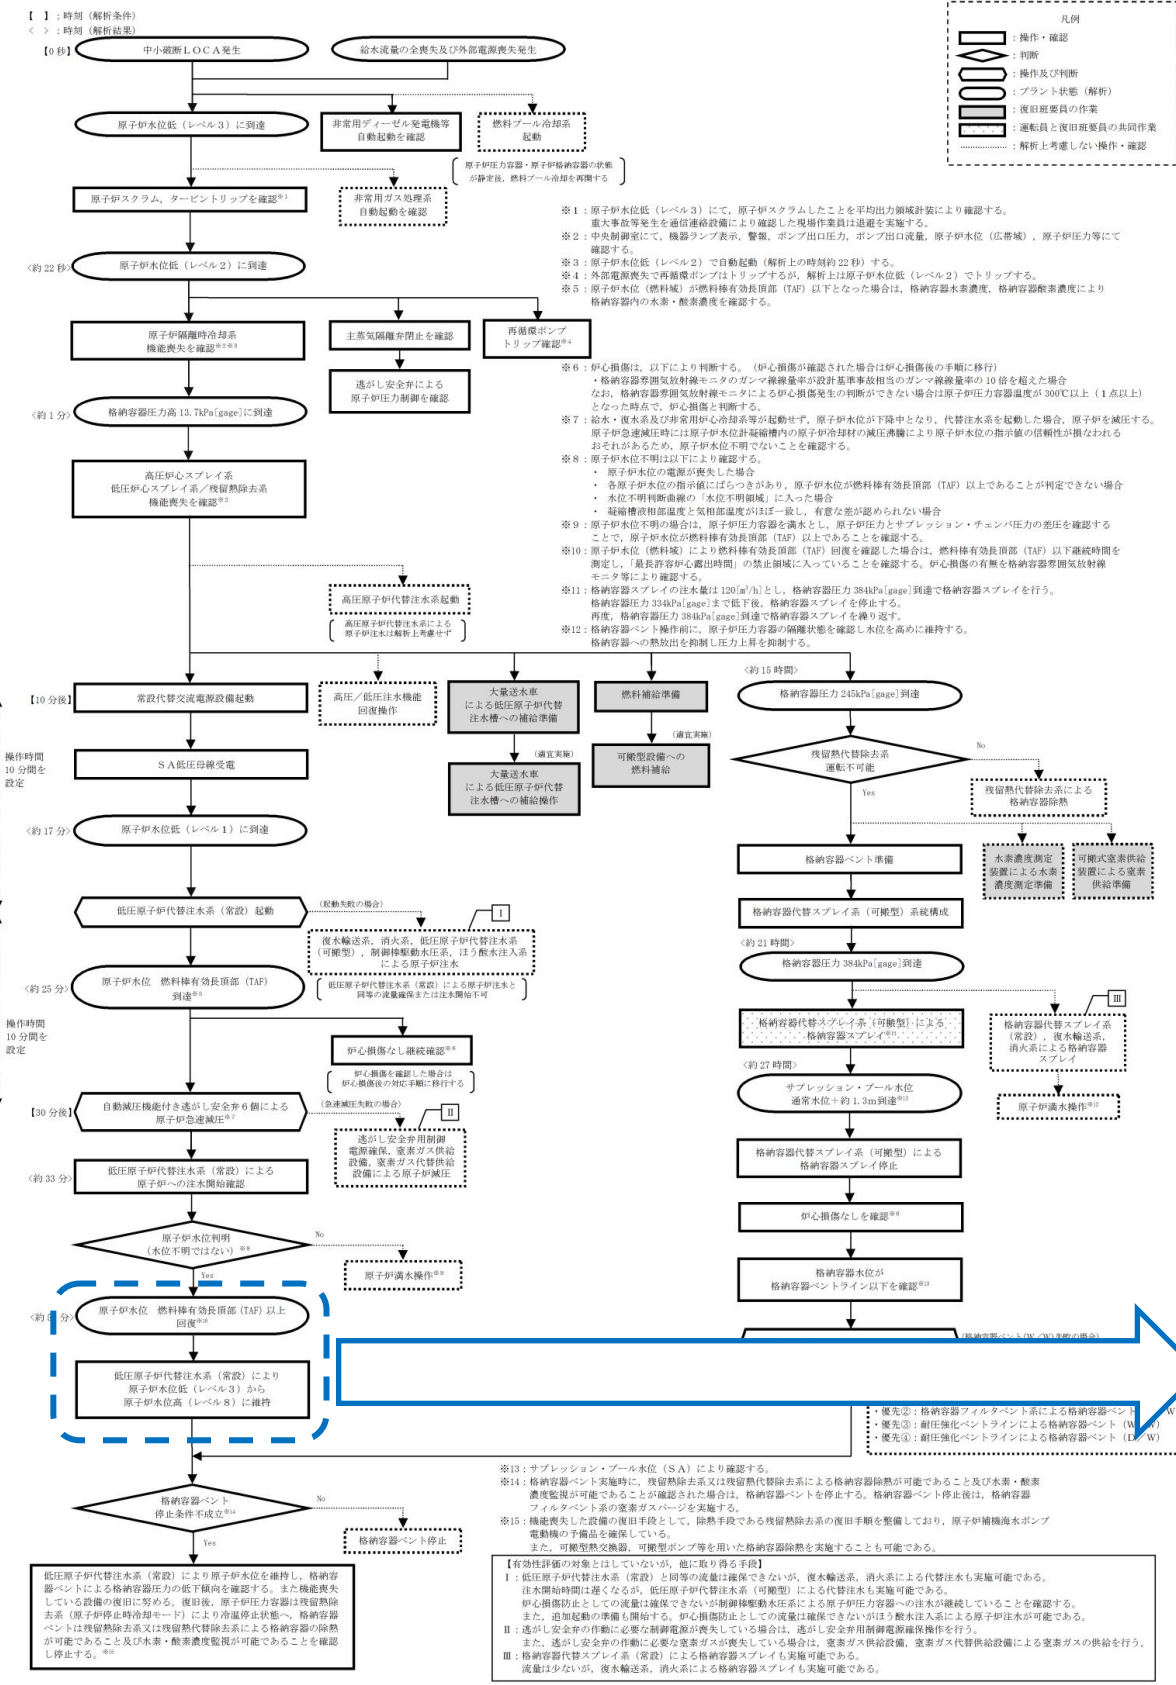 【 】：時刻（解析条件）
< >：時刻（解析結果）
凡例
：操作・確認
：判断
：操作及び判断
：プラント状態（解析）
：復旧班要員の作業
：運転員と復旧班要員の共同作業
：解析上考慮しない操作・確認
【0秒】
中小破断ＬＯＣＡ発生
給水流量の全喪失及び外部電源喪失発生
原子炉水位低（レベル３）に到達
非常用ディーゼル発電機等
自動起動を確認
燃料プール冷却系
起動
原子炉圧力容器・原子炉格納容器の状態
が静定後，燃料プール冷却を再開する
原子炉スクラム，タービントリップを確認※1
非常用ガス処理系
自動起動を確認
<約22秒>
原子炉水位低（レベル２）に到達
原子炉隔離時冷却系
機能喪失を確認※2※3
主蒸気隔離弁閉止を確認
再循環ポンプ
トリップ確認※4
逃がし安全弁による
原子炉圧力制御を確認
<約1分>
格納容器圧力高13.7kPa[gage]に到達
高圧炉心スプレイ系
低圧炉心スプレイ系／残留熱除去系
機能喪失を確認※2
高圧原子炉代替注水系起動
高圧原子炉代替注水系による
原子炉注水は解析上考慮せず
※１：原子炉水位低（レベル３）にて，原子炉スクラムしたことを平均出力領域計装により確認する。
重大事故等発生を通信連絡設備により確認した現場作業員は退避を実施する。
※２：中央制御室にて，機器ランプ表示，警報，ポンプ出口圧力，ポンプ出口流量，原子炉水位（広帯域），原子炉圧力等にて
確認する。
※３：原子炉水位低（レベル２）で自動起動（解析上の時刻約22秒）する。
※４：外部電源喪失で再循環ポンプはトリップするが，解析上は原子炉水位低（レベル２）でトリップする。
※５：原子炉水位（燃料域）が燃料棒有効長頂部（TAF）以下となった場合は，格納容器水素濃度，格納容器酸素濃度により
格納容器内の水素・酸素濃度を確認する。
※６：炉心損傷は，以下により判断する。（炉心損傷が確認された場合は炉心損傷後の手順に移行）
・格納容器雰囲気放射線モニタのガンマ線線量率が設計基準事故相当のガンマ線線量率の10倍を超えた場合
なお，格納容器雰囲気放射線モニタによる炉心損傷発生の判断ができない場合は原子炉圧力容器温度が300℃以上（１点以上）
となった時点で，炉心損傷と判断する。
※７：給水・復水系及び非常用炉心冷却系等が起動せず，原子炉水位が下降中となり，代替注水系を起動した場合，原子炉を減圧する。
原子炉急速減圧時には原子炉水位計凝縮槽内の原子炉冷却材の減圧沸騰により原子炉水位の指示値の信頼性が損なわれる
おそれがあるため，原子炉水位不明でないことを確認する。
※８：原子炉水位不明は以下により確認する。
・ 原子炉水位の電源が喪失した場合
・ 各原子炉水位の指示値にばらつきがあり，原子炉水位が燃料棒有効長頂部（TAF）以上であることが判定できない場合
・ 水位不明判断曲線の「水位不明領域」に入った場合
・ 凝縮槽液相部温度と気相部温度がほぼ一致し，有意な差が認められない場合
※９：原子炉水位不明の場合は，原子炉圧力容器を満水とし，原子炉圧力とサプレッション・チェンバ圧力の差圧を確認する
ことで，原子炉水位が燃料棒有効長頂部（TAF）以上であることを確認する。
※10：原子炉水位（燃料域）により燃料棒有効長頂部（TAF）回復を確認した場合は，燃料棒有効長頂部（TAF）以下継続時間を
測定し，「最長許容炉心露出時間」の禁止領域に入っていることを確認する。炉心損傷の有無を格納容器雰囲気放射線
モニタ等により確認する。
※11：格納容器スプレイの注水量は120[m³/h]とし，格納容器圧力384kPa[gage]到達で格納容器スプレイを行う。
格納容器圧力334kPa[gage]まで低下後，格納容器スプレイを停止する。
再度，格納容器圧力384kPa[gage]到達で格納容器スプレイを繰り返す。
※12：格納容器ベント操作前に，原子炉圧力容器の隔離状態を確認し水位を高めに維持する。
格納容器への熱放出を抑制し圧力上昇を抑制する。
【10分後】
常設代替交流電源設備起動
高圧／低圧注水機能
回復操作
大量送水車
による低圧原子炉代替
注水槽への補給準備
燃料補給準備
<約15時間>
格納容器圧力245kPa[gage]到達
操作時間
10分間を
設定
ＳＡ低圧母線受電
（適宜実施）
大量送水車
による低圧原子炉代替
注水槽への補給操作
（適宜実施）
可搬型設備への
燃料補給
残留熱代替除去系
運転不可能
No
Yes
残留熱代替除去系による
格納容器除熱
<約17分>
原子炉水位低（レベル１）に到達
格納容器ベント準備
水素濃度測定
装置による水素
濃度測定準備
可搬式窒素供給
装置による窒素
供給準備
低圧原子炉代替注水系（常設）起動
（起動失敗の場合）
Ⅰ
復水輸送系，消火系，低圧原子炉代替注水系
（可搬型），制御棒駆動水圧系，ほう酸水注入系
による原子炉注水
低圧原子炉代替注水系（常設）による原子炉注水と
同等の流量確保または注水開始不可
格納容器代替スプレイ系（可搬型）系統構成
<約21時間>
格納容器圧力384kPa[gage]到達
<約25分>
原子炉水位　燃料棒有効長頂部（TAF）
到達※5
操作時間
10分間を
設定
炉心損傷なし継続確認※6
炉心損傷を確認した場合は
炉心損傷後の対応手順に移行する
格納容器代替スプレイ系（可搬型）による
格納容器スプレイ※11
Ⅲ
格納容器代替スプレイ系
（常設），復水輸送系，
消火系による格納容器
スプレイ
<約27時間>
サプレッション・プール水位
通常水位＋約1.3m到達※13
原子炉満水操作※12
【30分後】
自動減圧機能付き逃がし安全弁６個による
原子炉急速減圧※7
（急速減圧失敗の場合）
Ⅱ
逃がし安全弁用制御
電源確保，窒素ガス供給
設備，窒素ガス代替供給
設備による原子炉減圧
格納容器代替スプレイ系（可搬型）による
格納容器スプレイ停止
<約33分>
低圧原子炉代替注水系（常設）による
原子炉への注水開始確認
炉心損傷なしを確認※6
原子炉水位判明
（水位不明ではない）※8
No
Yes
原子炉満水操作※9
格納容器水位が
格納容器ベントライン以下を確認※13
原子炉水位　燃料棒有効長頂部（TAF）以上
回復※10
（格納容器ベント（W／W）失敗の場合）
低圧原子炉代替注水系（常設）により
原子炉水位低（レベル３）から
原子炉水位高（レベル８）に維持
・優先②：格納容器フィルタベント系による格納容器ベント
・優先③：耐圧強化ベントラインによる格納容器ベント（W／W）
・優先④：耐圧強化ベントラインによる格納容器ベント（D／W）
格納容器ベント
停止条件不成立※14
No
Yes
格納容器ベント停止
※13：サプレッション・プール水位（ＳＡ）により確認する。
※14：格納容器ベント実施時に，残留熱除去系又は残留熱代替除去系による格納容器除熱が可能であること及び水素・酸素
濃度監視が可能であることが確認された場合は，格納容器ベントを停止する。格納容器ベント停止後は，格納容器
フィルタベント系の窒素ガスパージを実施する。
※15：機能喪失した設備の復旧手段として，除熱手段である残留熱除去系の復旧手順を整備しており，原子炉補機海水ポンプ
電動機の予備品を確保している。
また，可搬型熱交換器，可搬型ポンプ等を用いた格納容器除熱を実施することも可能である。
低圧原子炉代替注水系（常設）により原子炉水位を維持し，格納容
器ベントによる格納容器圧力の低下傾向を確認する。また機能喪失
している設備の復旧に努める。復旧後，原子炉圧力容器は残留熱除
去系（原子炉停止時冷却モード）により冷温停止状態へ，格納容器
ベントは残留熱除去系又は残留熱代替除去系による格納容器の除熱
が可能であること及び水素・酸素濃度監視が可能であることを確認
し停止する。※15
【有効性評価の対象とはしていないが，他に取り得る手段】
Ⅰ：低圧原子炉代替注水系（常設）と同等の流量は確保できないが，復水輸送系，消火系による代替注水も実施可能である。
注水開始時間は遅くなるが，低圧原子炉代替注水系（可搬型）による代替注水も実施可能である。
炉心損傷防止としての流量は確保できないが制御棒駆動水圧系による原子炉圧力容器への注水が継続していることを確認する。
また，追加起動の準備も開始する。炉心損傷防止としての流量は確保できないがほう酸水注入系による原子炉注水が可能である。
Ⅱ：逃がし安全弁の作動に必要な制御電源が喪失している場合は，逃がし安全弁用制御電源確保操作を行う。
また，逃がし安全弁の作動に必要な窒素ガスが喪失している場合は，窒素ガス供給設備，窒素ガス代替供給設備による窒素ガスの供給を行う。
Ⅲ：格納容器代替スプレイ系（常設）による格納容器スプレイも実施可能である。
流量は少ないが，復水輸送系，消火系による格納容器スプレイも実施可能である。